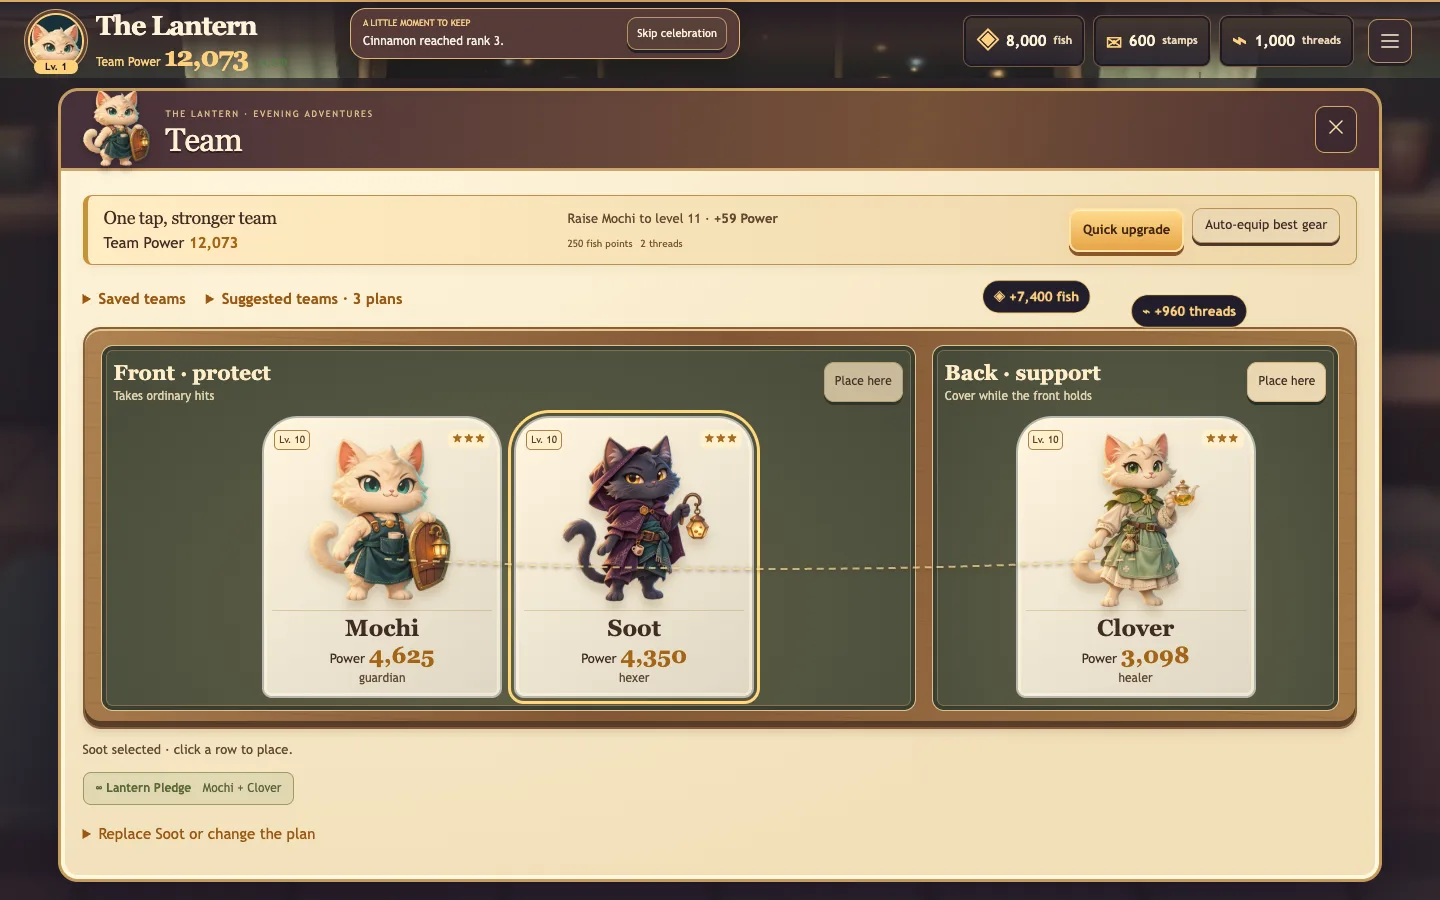 The Lantern
Team Power 12,073
Lv. 1
A LITTLE MOMENT TO KEEP
Cinnamon reached rank 3.
Skip celebration
8,000 fish
600 stamps
1,000 threads
THE LANTERN · EVENING ADVENTURES
Team
One tap, stronger team
Team Power 12,073
Raise Mochi to level 11 · +59 Power
250 fish points 2 threads
Quick upgrade
Auto-equip best gear
Saved teams
Suggested teams · 3 plans
+7,400 fish
+960 threads
Front · protect
Takes ordinary hits
Place here
Back · support
Cover while the front holds
Place here
Lv. 10
Mochi
Power 4,625
guardian
Lv. 10
Soot
Power 4,350
hexer
Lv. 10
Clover
Power 3,098
healer
Soot selected · click a row to place.
∞ Lantern Pledge Mochi + Clover
Replace Soot or change the plan